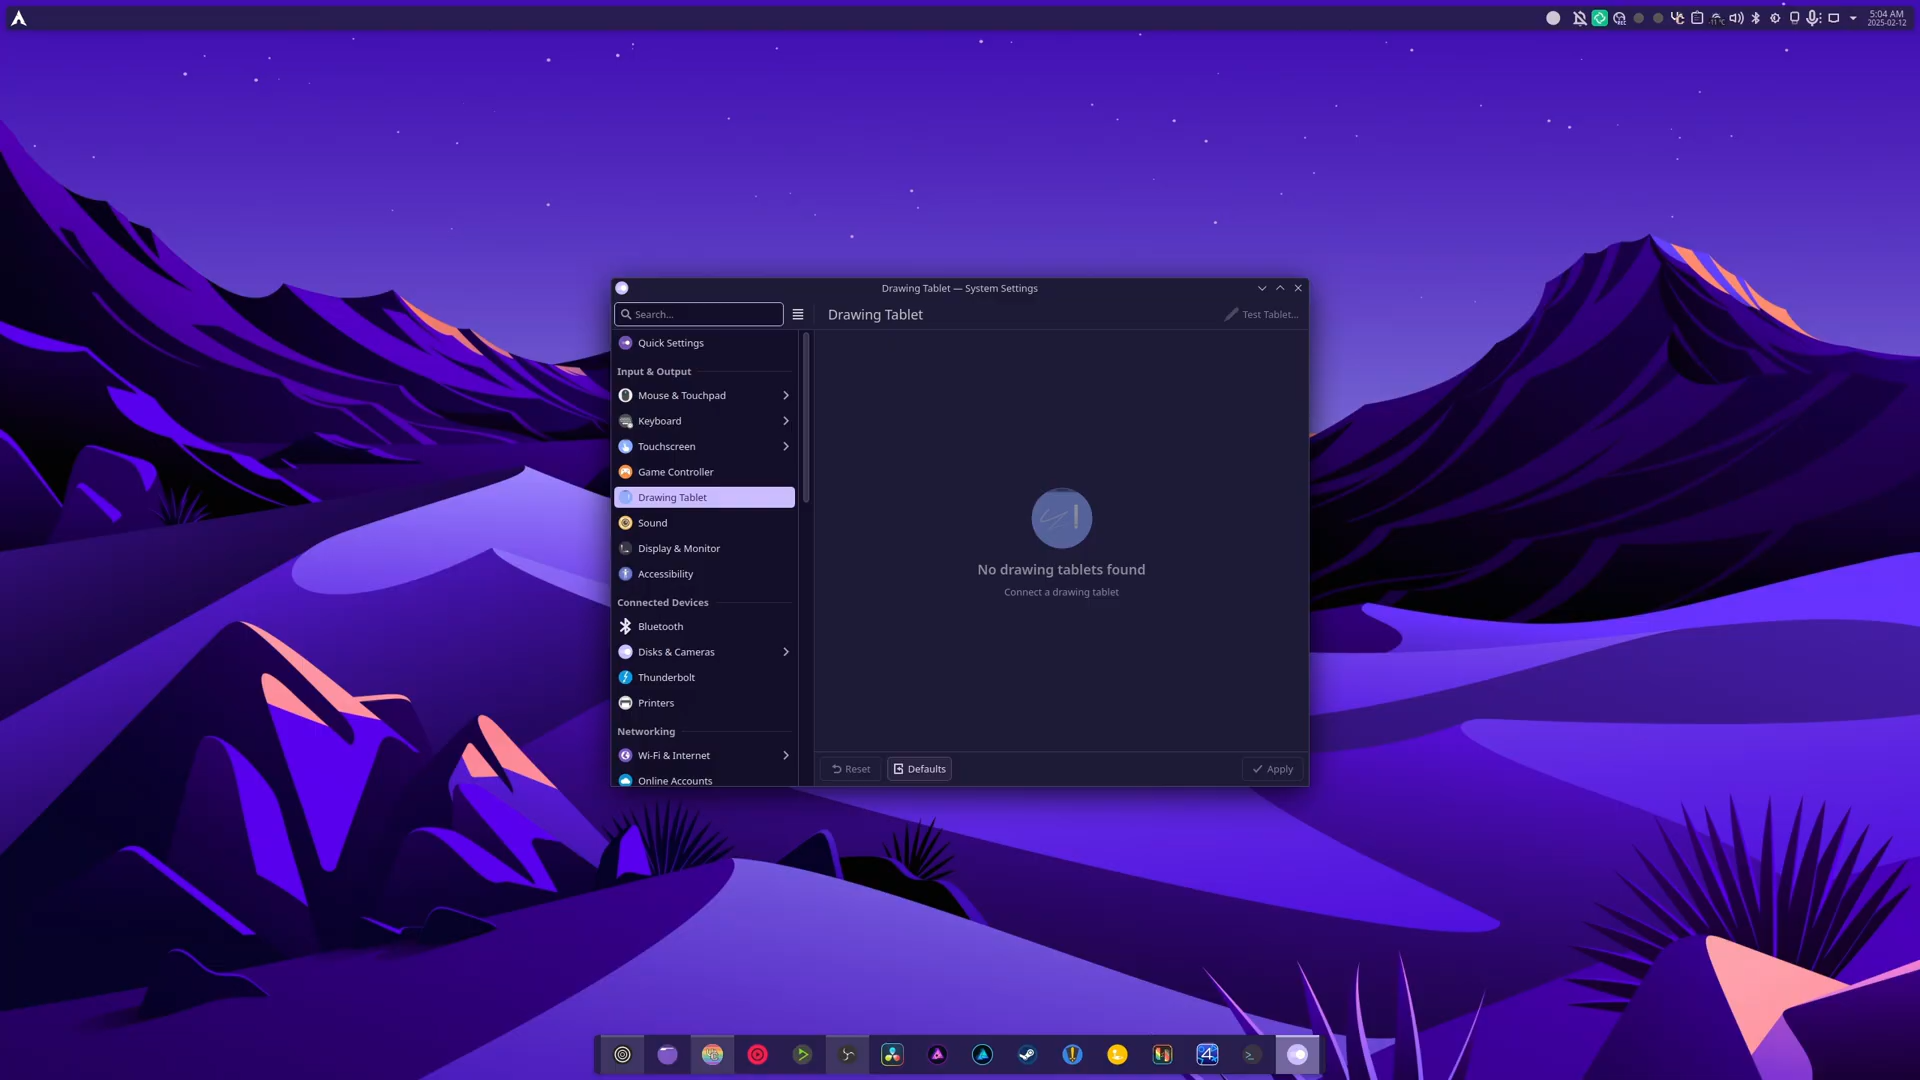 5:04 AM
-11°C
2025-02-12
Drawing Tablet — System Settings
Search...
Drawing Tablet
Test Tablet...
Quick Settings
Input & Output
Mouse & Touchpad
Keyboard
Touchscreen
Game Controller
Drawing Tablet
Sound
Display & Monitor
Accessibility
Connected Devices
Bluetooth
Disks & Cameras
Thunderbolt
Printers
Networking
Wi-Fi & Internet
Online Accounts
No drawing tablets found
Connect a drawing tablet
Reset
Defaults
Apply